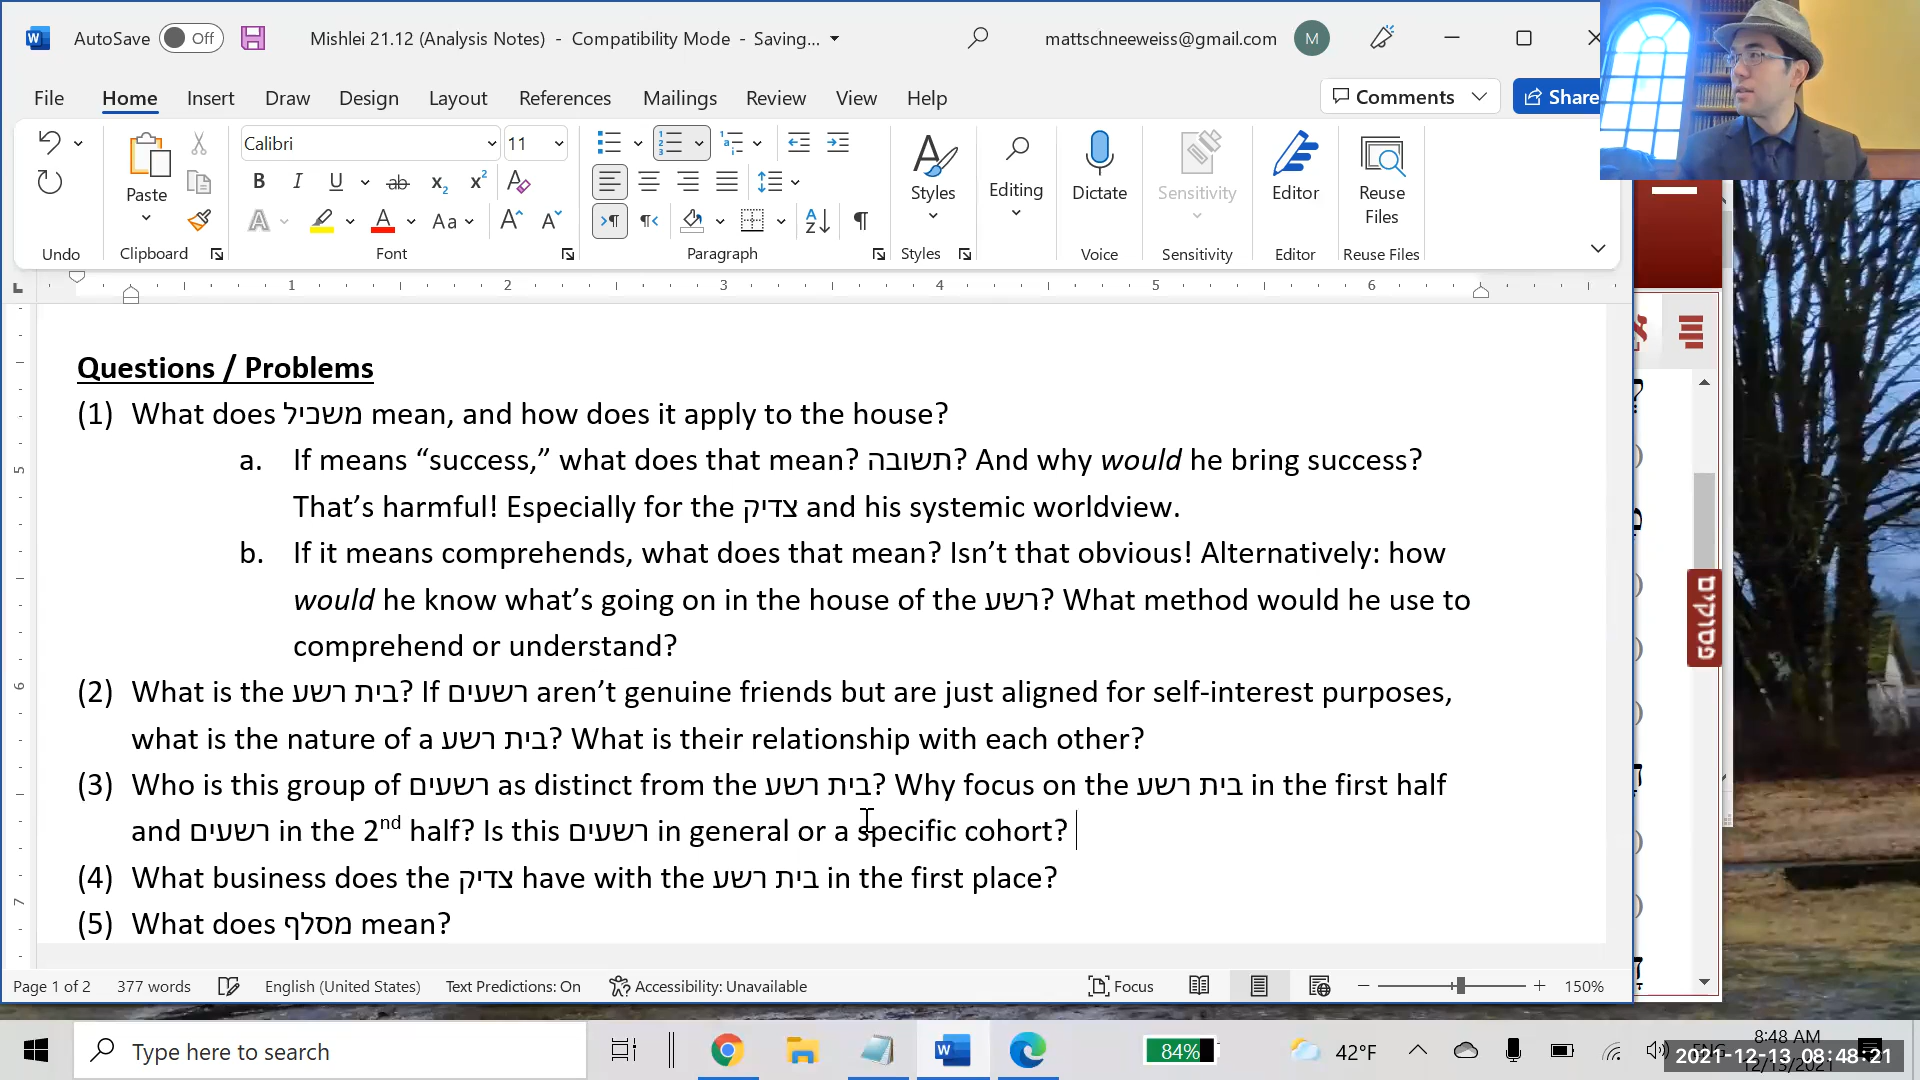 AutoSave Off Mishlei 21.12 (Analysis Notes) - Compatibility Mode - Saving... mattschneeweiss@gmail.com M
File Home Insert Draw Design Layout References Mailings Review View Help Comments Share
Calibri 11
Paste Styles Editing Dictate Sensitivity Editor Reuse Files
Undo Clipboard Font Paragraph Styles Voice Sensitivity Editor Reuse Files
1 2 3 4 5 6
Questions / Problems
(1) What does משכיל mean, and how does it apply to the house?
a. If means “success,” what does that mean? תשובה? And why would he bring success?
That’s harmful! Especially for the צדיק and his systemic worldview.
b. If it means comprehends, what does that mean? Isn’t that obvious! Alternatively: how
would he know what’s going on in the house of the רשע? What method would he use to
comprehend or understand?
(2) What is the בית רשע? If רשעים aren’t genuine friends but are just aligned for self-interest purposes,
what is the nature of a בית רשע? What is their relationship with each other?
(3) Who is this group of רשעים as distinct from the בית רשע? Why focus on the בית רשע in the first half
and רשעים in the 2nd half? Is this רשעים in general or a specific cohort?
(4) What business does the צדיק have with the בית רשע in the first place?
(5) What does מסלף mean?
5
6
7
Page 1 of 2 377 words English (United States) Text Predictions: On Accessibility: Unavailable Focus 150%
Type here to search 84% 42°F 8:48 AM
2021-12-13 08:48:21